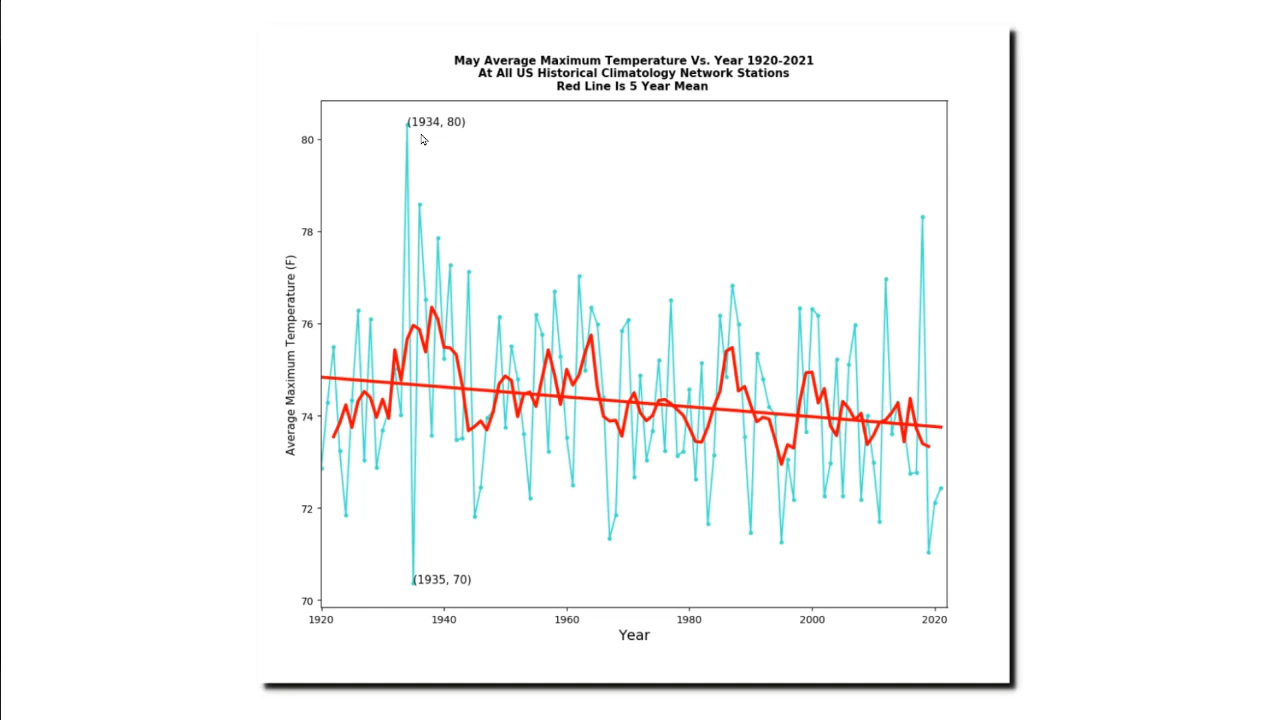 May Average Maximum Temperature Vs. Year 1920-2021
At All US Historical Climatology Network Stations
Red Line Is 5 Year Mean
(1934, 80)
80
78
76
74
72
70
Average Maximum Temperature (F)
(1935, 70)
1920 1940 1960 1980 2000 2020
Year